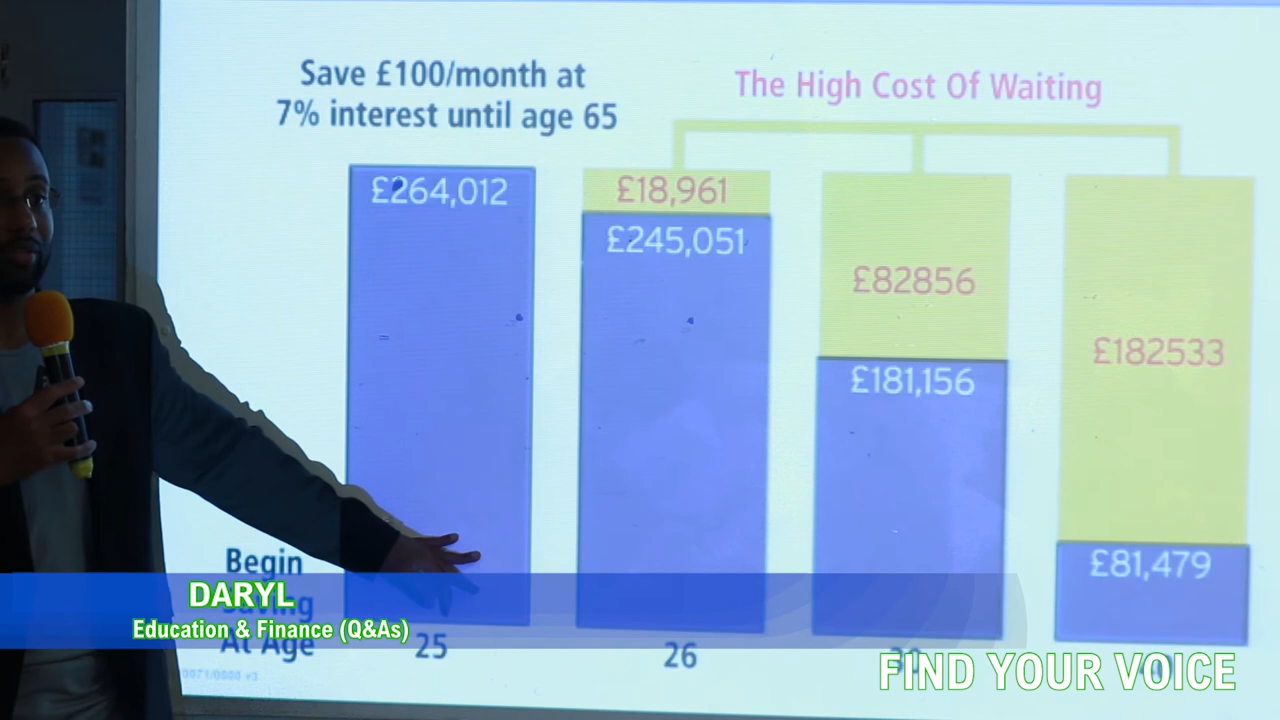 Save £100/month at
7% interest until age 65
The High Cost Of Waiting
£264,012
£18,961
£245,051
£82856
£181,156
£182533
£81,479
Begin
Saving
At Age
25
26
DARYL
Education & Finance (Q&As)
FIND YOUR VOICE